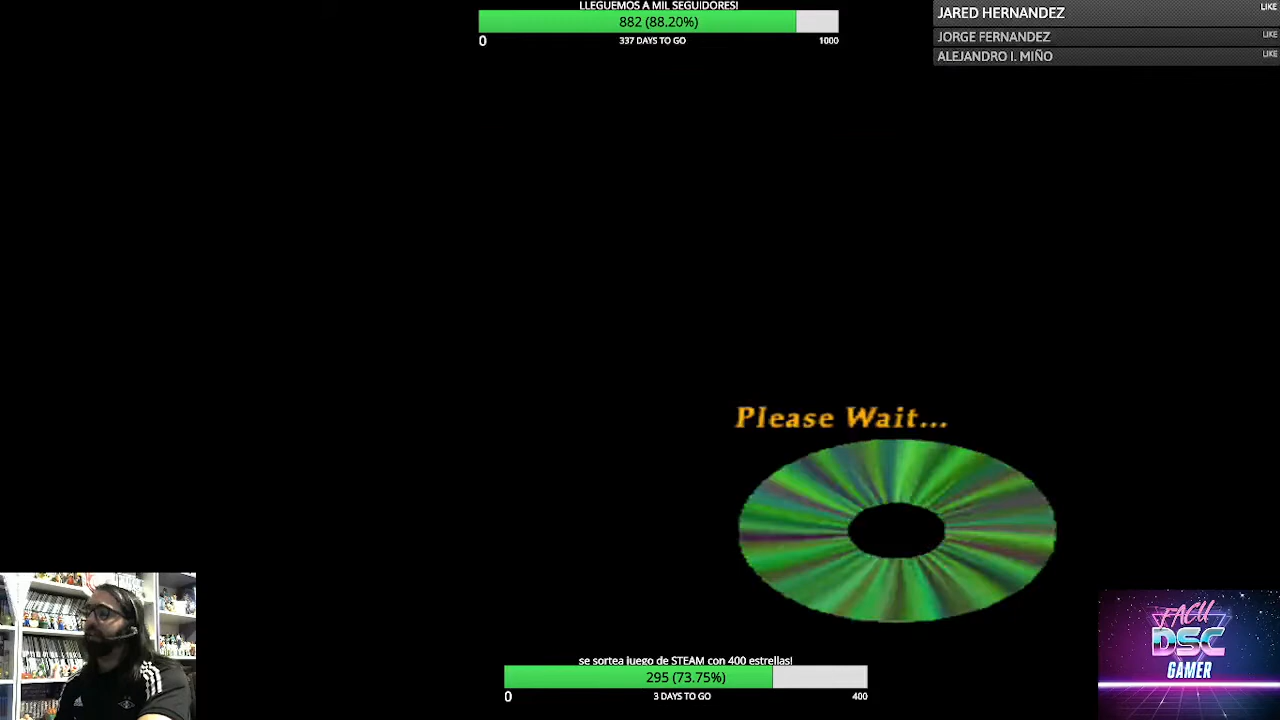 LLEGUEMOS A MIL SEGUIDORES!
882 (88.20%)
0
337 DAYS TO GO
1000
JARED HERNANDEZ
LIKE
JORGE FERNANDEZ
LIKE
ALEJANDRO I. MIÑO
LIKE
Please Wait...
FACU
DSC
GAMER
se sortea juego de STEAM con 400 estrellas!
295 (73.75%)
0
3 DAYS TO GO
400